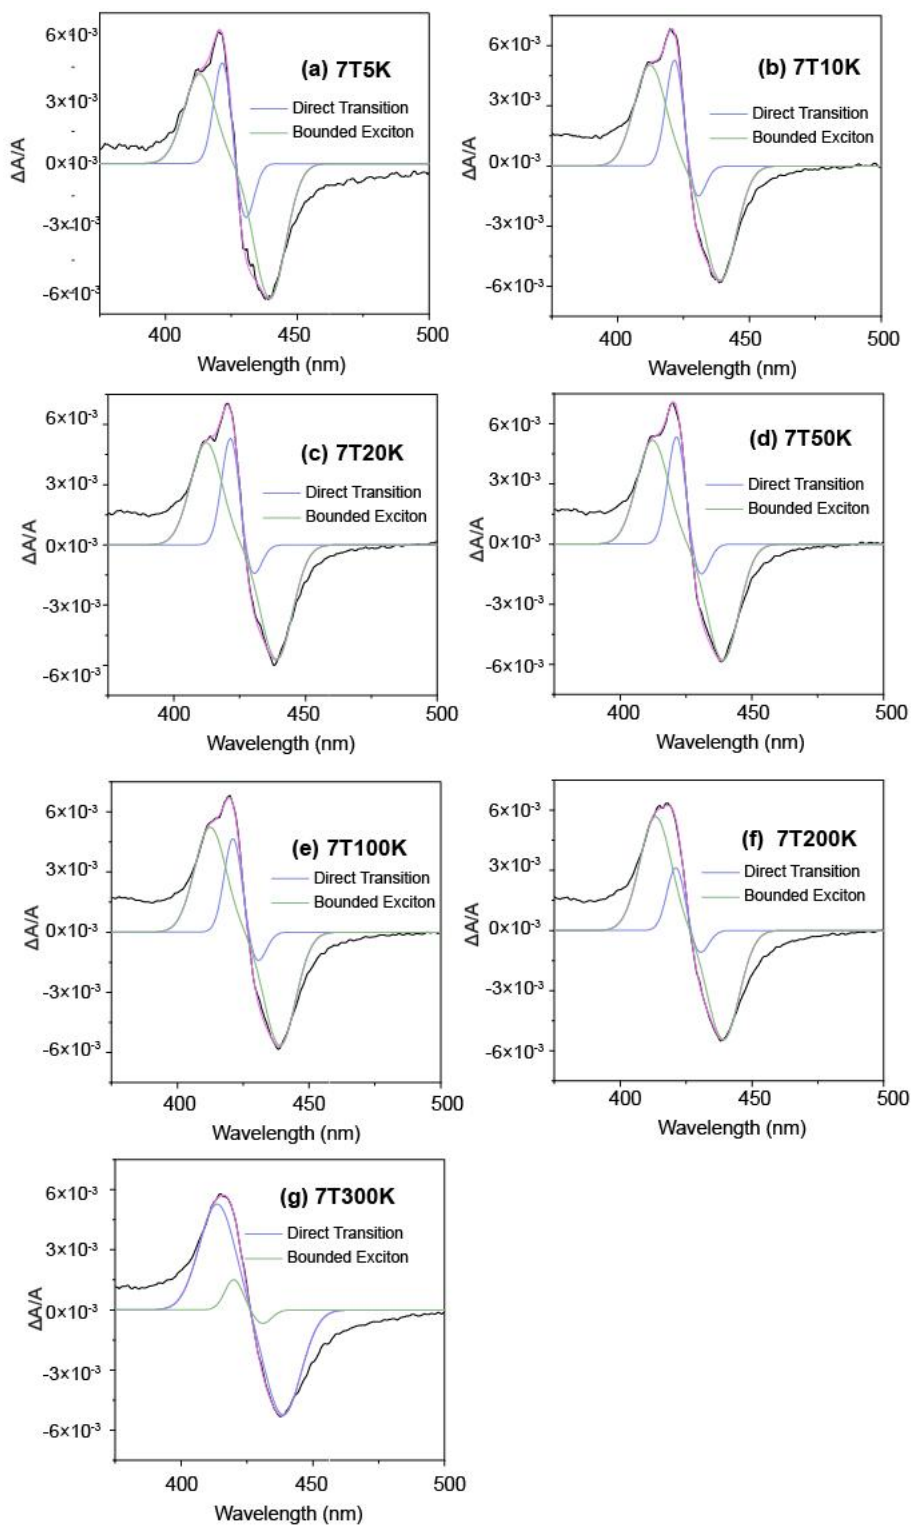 (a) 7T5K
Direct Transition
Bounded Exciton
ΔA/A
6×10⁻³
3×10⁻³
0×10⁻³
-3×10⁻³
-6×10⁻³
400 450 500
Wavelength (nm)
(b) 7T10K
Direct Transition
Bounded Exciton
ΔA/A
6×10⁻³
3×10⁻³
0×10⁻³
-3×10⁻³
-6×10⁻³
400 450 500
Wavelength (nm)
(c) 7T20K
Direct Transition
Bounded Exciton
ΔA/A
6×10⁻³
3×10⁻³
0×10⁻³
-3×10⁻³
-6×10⁻³
400 450 500
Wavelength (nm)
(d) 7T50K
Direct Transition
Bounded Exciton
ΔA/A
6×10⁻³
3×10⁻³
0×10⁻³
-3×10⁻³
-6×10⁻³
400 450 500
Wavelength (nm)
(e) 7T100K
Direct Transition
Bounded Exciton
ΔA/A
6×10⁻³
3×10⁻³
0×10⁻³
-3×10⁻³
-6×10⁻³
400 450 500
Wavelength (nm)
(f) 7T200K
Direct Transition
Bounded Exciton
ΔA/A
6×10⁻³
3×10⁻³
0×10⁻³
-3×10⁻³
-6×10⁻³
400 450 500
Wavelength (nm)
(g) 7T300K
Direct Transition
Bounded Exciton
ΔA/A
6×10⁻³
3×10⁻³
0×10⁻³
-3×10⁻³
-6×10⁻³
400 450 500
Wavelength (nm)